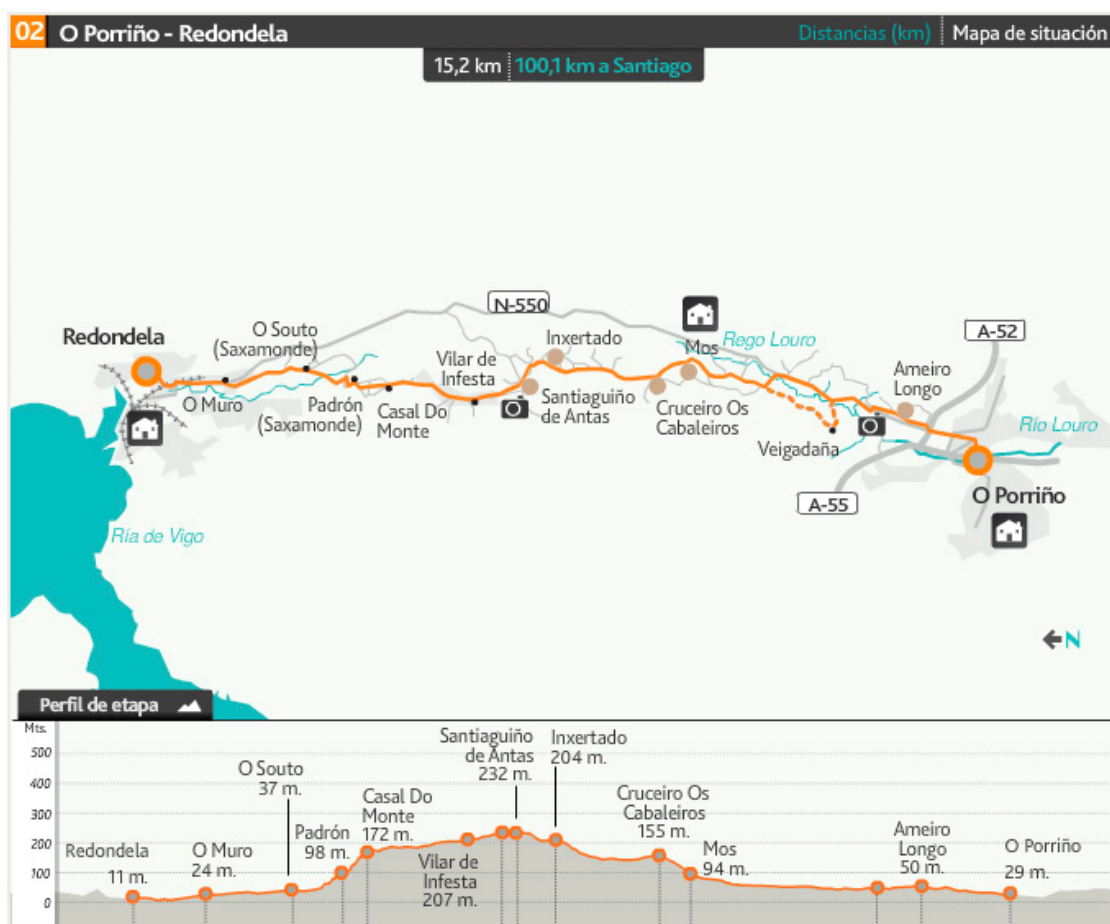 02 O Porriño - Redondela
Distancias (km) Mapa de situación
15,2 km 100,1 km a Santiago
N-550
Redondela
O Souto
(Saxamonde)
O Muro
Padrón
(Saxamonde)
Casal Do
Monte
Vilar de
Infesta
Inxertado
Santiaguiño
de Antas
Mos
Cruceiro Os
Cabaleiros
Rego Louro
Veigadaña
Ameiro
Longo
A-52
A-55
Río Louro
O Porriño
Ría de Vigo
N
Perfil de etapa
Mts.
500
400
300
200
100
0
Redondela
11 m.
O Muro
24 m.
O Souto
37 m.
Padrón
98 m.
Casal Do
Monte
172 m.
Vilar de
Infesta
207 m.
Santiaguiño
de Antas
232 m.
Inxertado
204 m.
Cruceiro Os
Cabaleiros
155 m.
Mos
94 m.
Ameiro
Longo
50 m.
O Porriño
29 m.